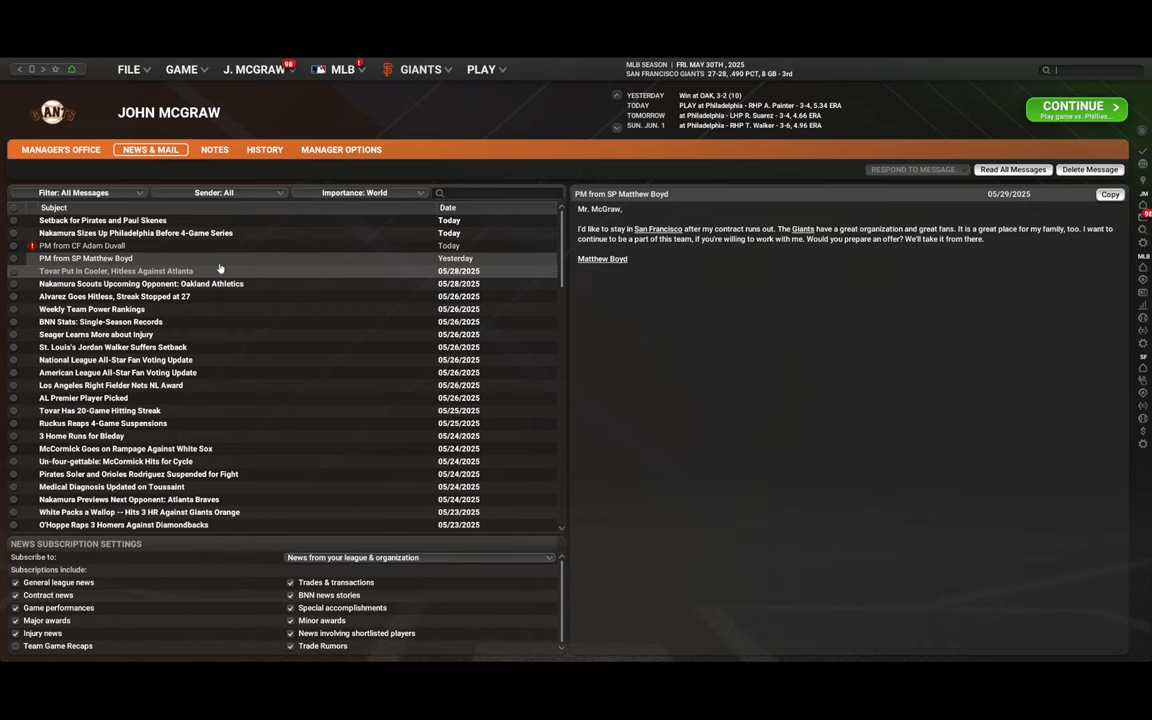 FILE
GAME
J. MCGRAW
98
MLB
!
GIANTS
PLAY
MLB SEASON | FRI. MAY 30TH , 2025
SAN FRANCISCO GIANTS 27-28, .490 PCT, 8 GB - 3rd
JOHN MCGRAW
YESTERDAY Win at OAK, 3-2 (10)
TODAY PLAY at Philadelphia - RHP A. Painter - 3-4, 5.34 ERA
TOMORROW at Philadelphia - LHP R. Suarez - 3-4, 4.66 ERA
SUN. JUN. 1 at Philadelphia - RHP T. Walker - 3-6, 4.96 ERA
CONTINUE
Play game vs. Phillies...
MANAGER'S OFFICE
NEWS & MAIL
NOTES
HISTORY
MANAGER OPTIONS
RESPOND TO MESSAGE
Read All Messages
Delete Message
Filter: All Messages
Sender: All
Importance: World
Subject Date
Setback for Pirates and Paul Skenes Today
Nakamura Sizes Up Philadelphia Before 4-Game Series Today
! PM from CF Adam Duvall Today
PM from SP Matthew Boyd Yesterday
Tovar Put in Cooler, Hitless Against Atlanta 05/28/2025
Nakamura Scouts Upcoming Opponent: Oakland Athletics 05/28/2025
Alvarez Goes Hitless, Streak Stopped at 27 05/26/2025
Weekly Team Power Rankings 05/26/2025
BNN Stats: Single-Season Records 05/26/2025
Seager Learns More about Injury 05/26/2025
St. Louis's Jordan Walker Suffers Setback 05/26/2025
National League All-Star Fan Voting Update 05/26/2025
American League All-Star Fan Voting Update 05/26/2025
Los Angeles Right Fielder Nets NL Award 05/26/2025
AL Premier Player Picked 05/26/2025
Tovar Has 20-Game Hitting Streak 05/25/2025
Ruckus Reaps 4-Game Suspensions 05/25/2025
3 Home Runs for Bleday 05/24/2025
McCormick Goes on Rampage Against White Sox 05/24/2025
Un-four-gettable: McCormick Hits for Cycle 05/24/2025
Pirates Soler and Orioles Rodriguez Suspended for Fight 05/24/2025
Medical Diagnosis Updated on Toussaint 05/24/2025
Nakamura Previews Next Opponent: Atlanta Braves 05/24/2025
White Packs a Wallop -- Hits 3 HR Against Giants Orange 05/23/2025
O'Hoppe Raps 3 Homers Against Diamondbacks 05/23/2025
PM from SP Matthew Boyd 05/29/2025
Copy
Mr. McGraw,
I'd like to stay in San Francisco after my contract runs out. The Giants have a great organization and great fans. It is a great place for my family, too. I want to
continue to be a part of this team, if you're willing to work with me. Would you prepare an offer? We'll take it from there.
Matthew Boyd
NEWS SUBSCRIPTION SETTINGS
Subscribe to: News from your league & organization
Subscriptions include:
General league news Trades & transactions
Contract news BNN news stories
Game performances Special accomplishments
Major awards Minor awards
Injury news News involving shortlisted players
Team Game Recaps Trade Rumors
JM
98
MLB
SF